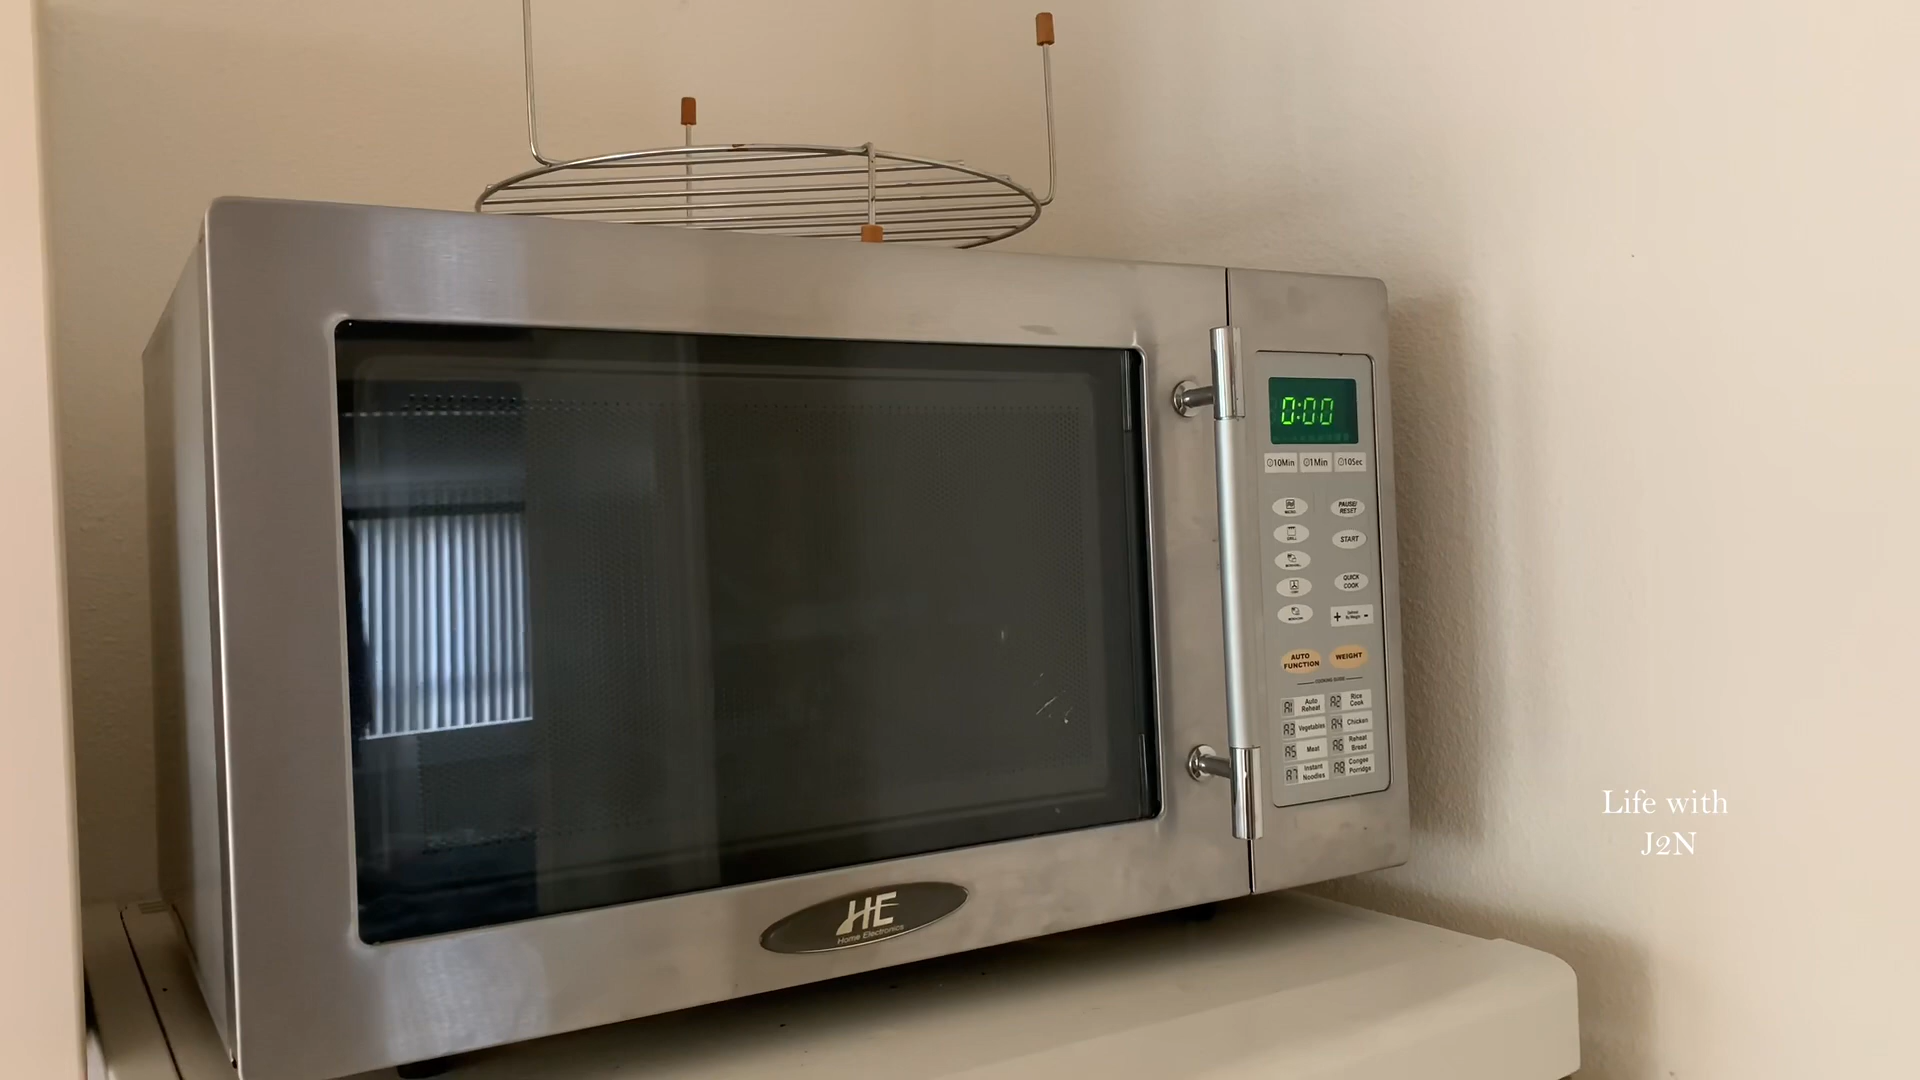 0:00
10Min 1Min 10Sec
PAUSE/
RESET
START
QUICK
COOK
+ -
AUTO
FUNCTION
WEIGHT
COOKING GUIDE
A1 Auto
Reheat
A2 Rice
Cook
A3 Vegetables
A4 Chicken
A5 Meat
A6 Reheat
Bread
A7 Instant
Noodles
A8 Congee
Porridge
HE
Home Electronics
Life with
J2N